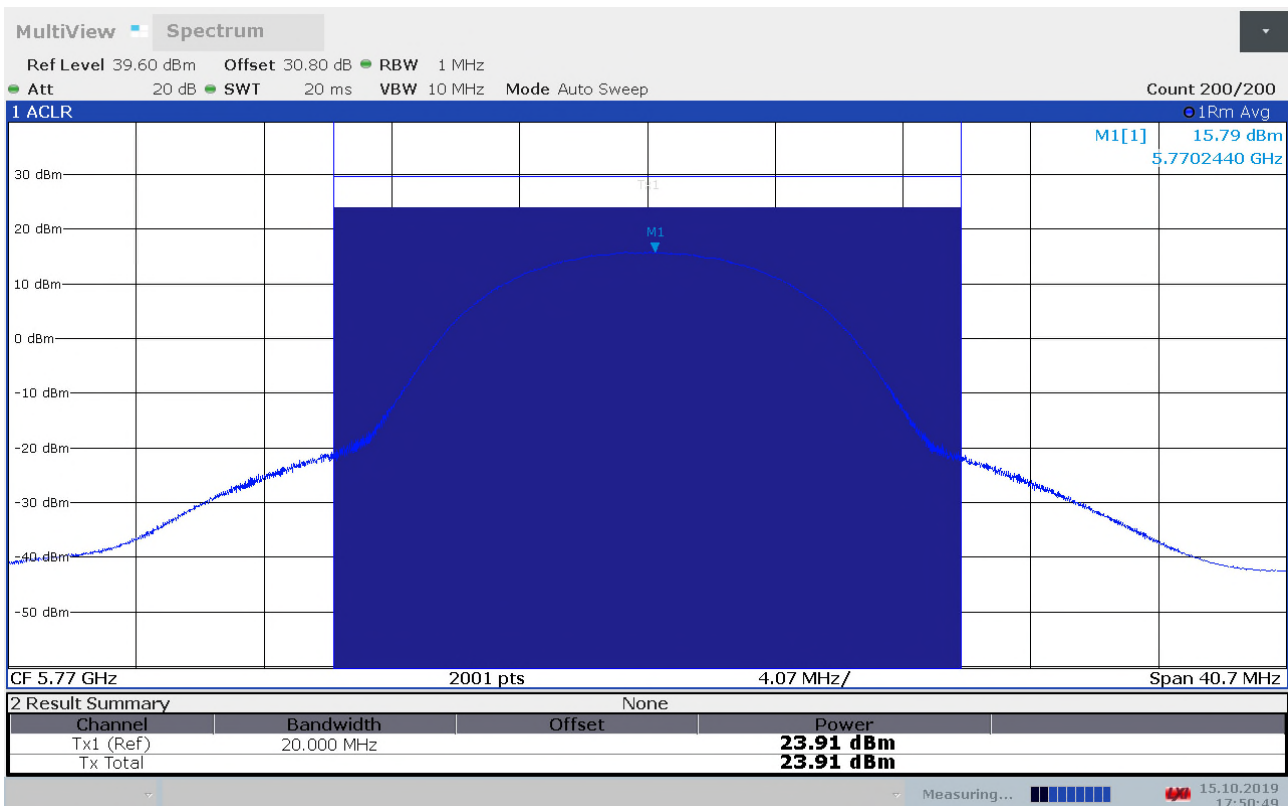 MultiView Spectrum
Ref Level 39.60 dBm Offset 30.80 dB RBW 1 MHz
Att 20 dB SWT 20 ms VBW 10 MHz Mode Auto Sweep Count 200/200
1 ACLR 1Rm Avg
M1[1] 15.79 dBm
5.7702440 GHz
30 dBm
Tx1
20 dBm
M1
10 dBm
0 dBm
-10 dBm
-20 dBm
-30 dBm
-40 dBm
-50 dBm
CF 5.77 GHz 2001 pts 4.07 MHz/ Span 40.7 MHz
2 Result Summary None
Channel Bandwidth Offset Power
Tx1 (Ref) 20.000 MHz 23.91 dBm
Tx Total 23.91 dBm
Measuring... 15.10.2019
17:50:49